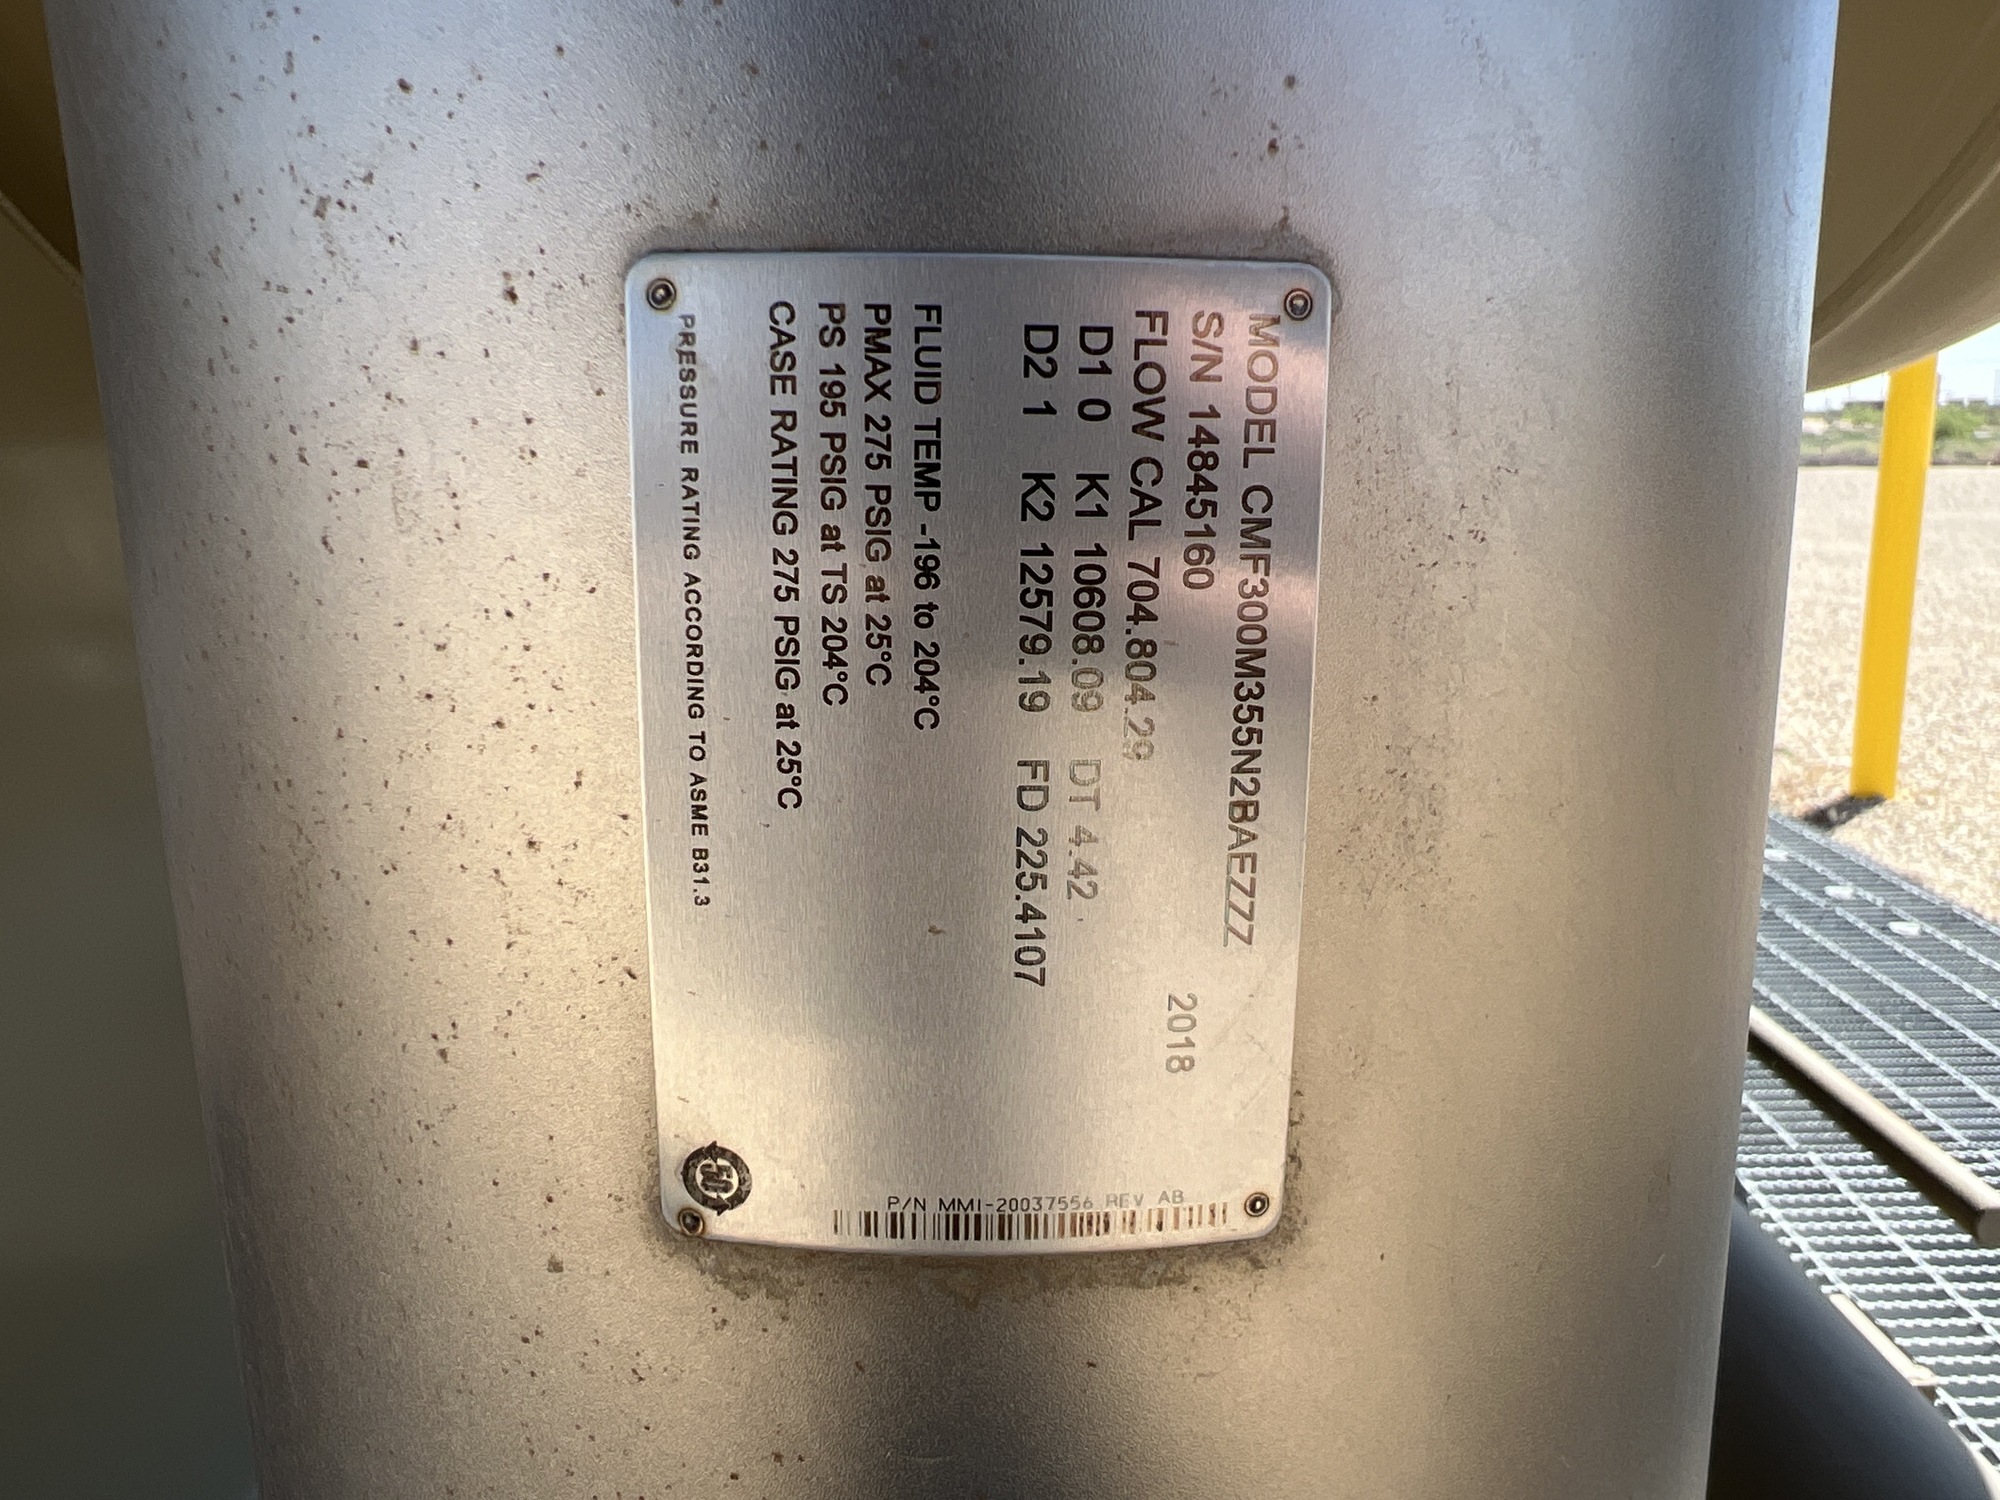 MODEL CMF300M355N2BAEZZZ
S/N 14845160 2018
FLOW CAL 704.804.29
D1 0 K1 10608.09 DT 4.42
D2 1 K2 12579.19 FD 225.4107
FLUID TEMP -196 to 204°C
PMAX 275 PSIG at 25°C
PS 195 PSIG at TS 204°C
CASE RATING 275 PSIG at 25°C
PRESSURE RATING ACCORDING TO ASME B31.3
P/N MMI-20037556 REV AB
50